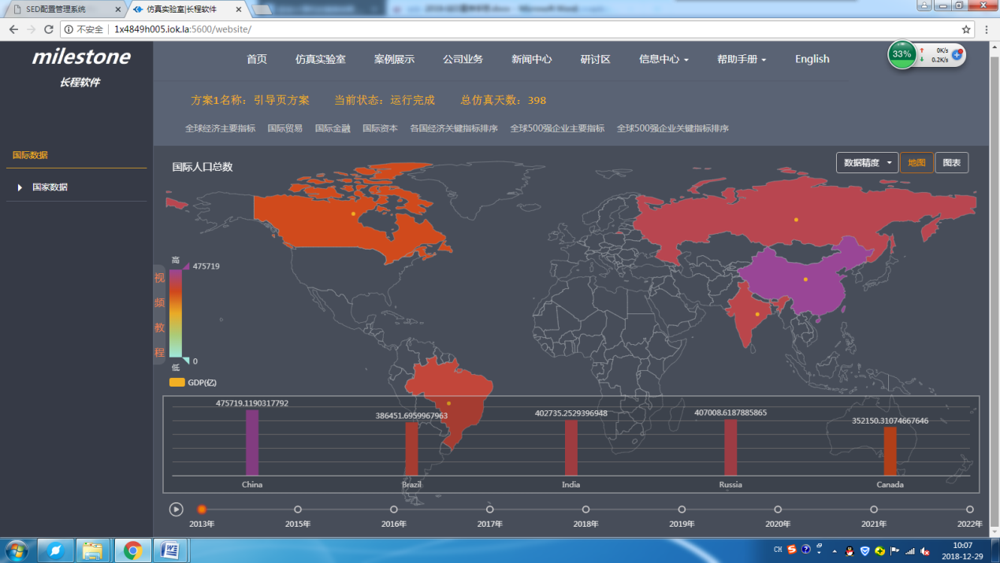 SED配置管理系统
仿真实验室|长程软件
不安全 1x4849h005.iok.la:5600/website/
milestone
长程软件
首页 仿真实验室 案例展示 公司业务 新闻中心 研讨区 信息中心 帮助手册 English
33% 0K/s
0.2K/s
方案1名称：引导页方案 当前状态：运行完成 总仿真天数：398
全球经济主要指标 国际贸易 国际金融 国际资本 各国经济关键指标排序 全球500强企业主要指标 全球500强企业关键指标排序
国际数据
国家数据
国际人口总数
数据精度 地图 图表
高
475719
视
频
教
程
0
低
GDP(亿)
475719.1190317792
386451.6959967963
402735.2529396948
407008.6187885865
352150.31074667646
China Brazil India Russia Canada
2013年 2015年 2016年 2017年 2018年 2019年 2020年 2021年 2022年
CH
10:07
2018-12-29